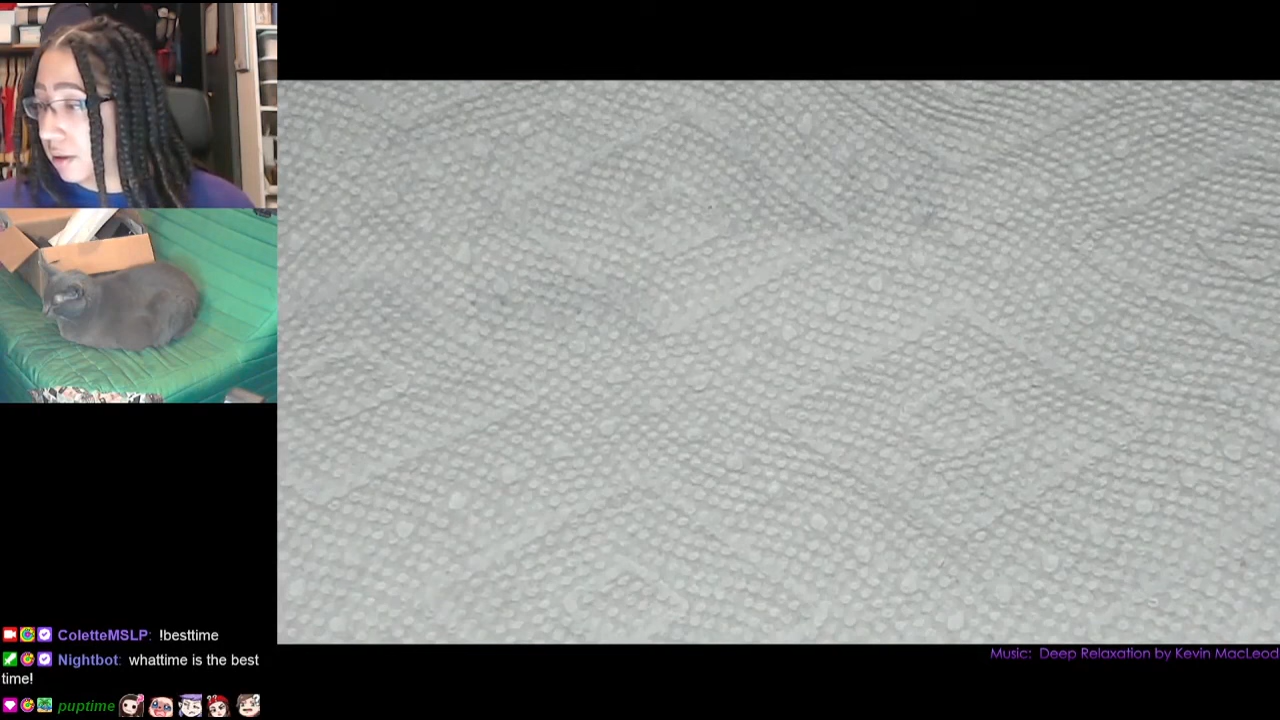 ColetteMSLP: !besttime
Nightbot: whattime is the best
time!
puptime
Music: Deep Relaxation by Kevin MacLeod